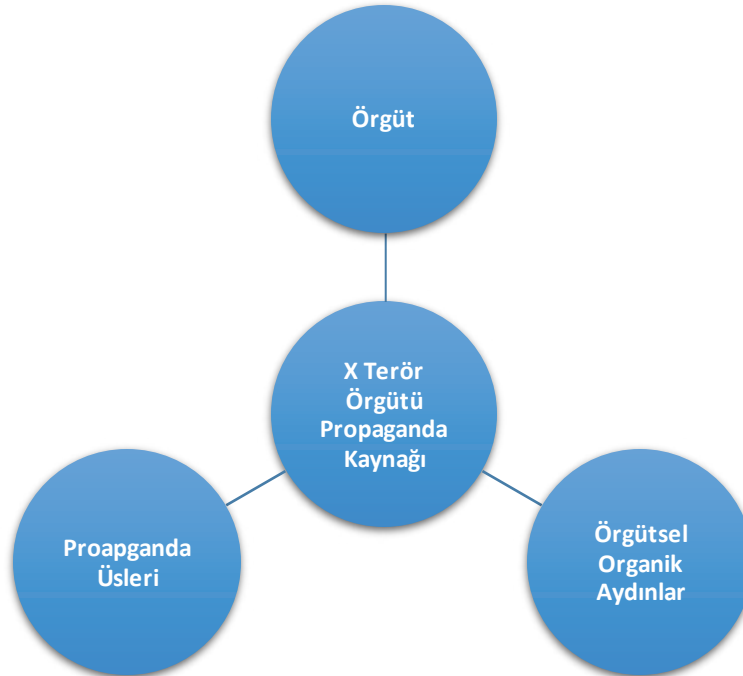 Örgüt
X Terör
Örgütü
Propaganda
Kaynağı
Proapganda
Üsleri
Örgütsel
Organik
Aydınlar